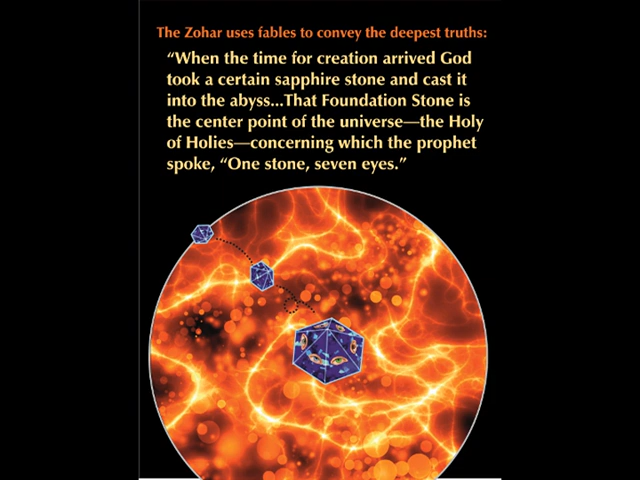 The Zohar uses fables to convey the deepest truths:
“When the time for creation arrived God
took a certain sapphire stone and cast it
into the abyss...That Foundation Stone is
the center point of the universe—the Holy
of Holies—concerning which the prophet
spoke, “One stone, seven eyes.”